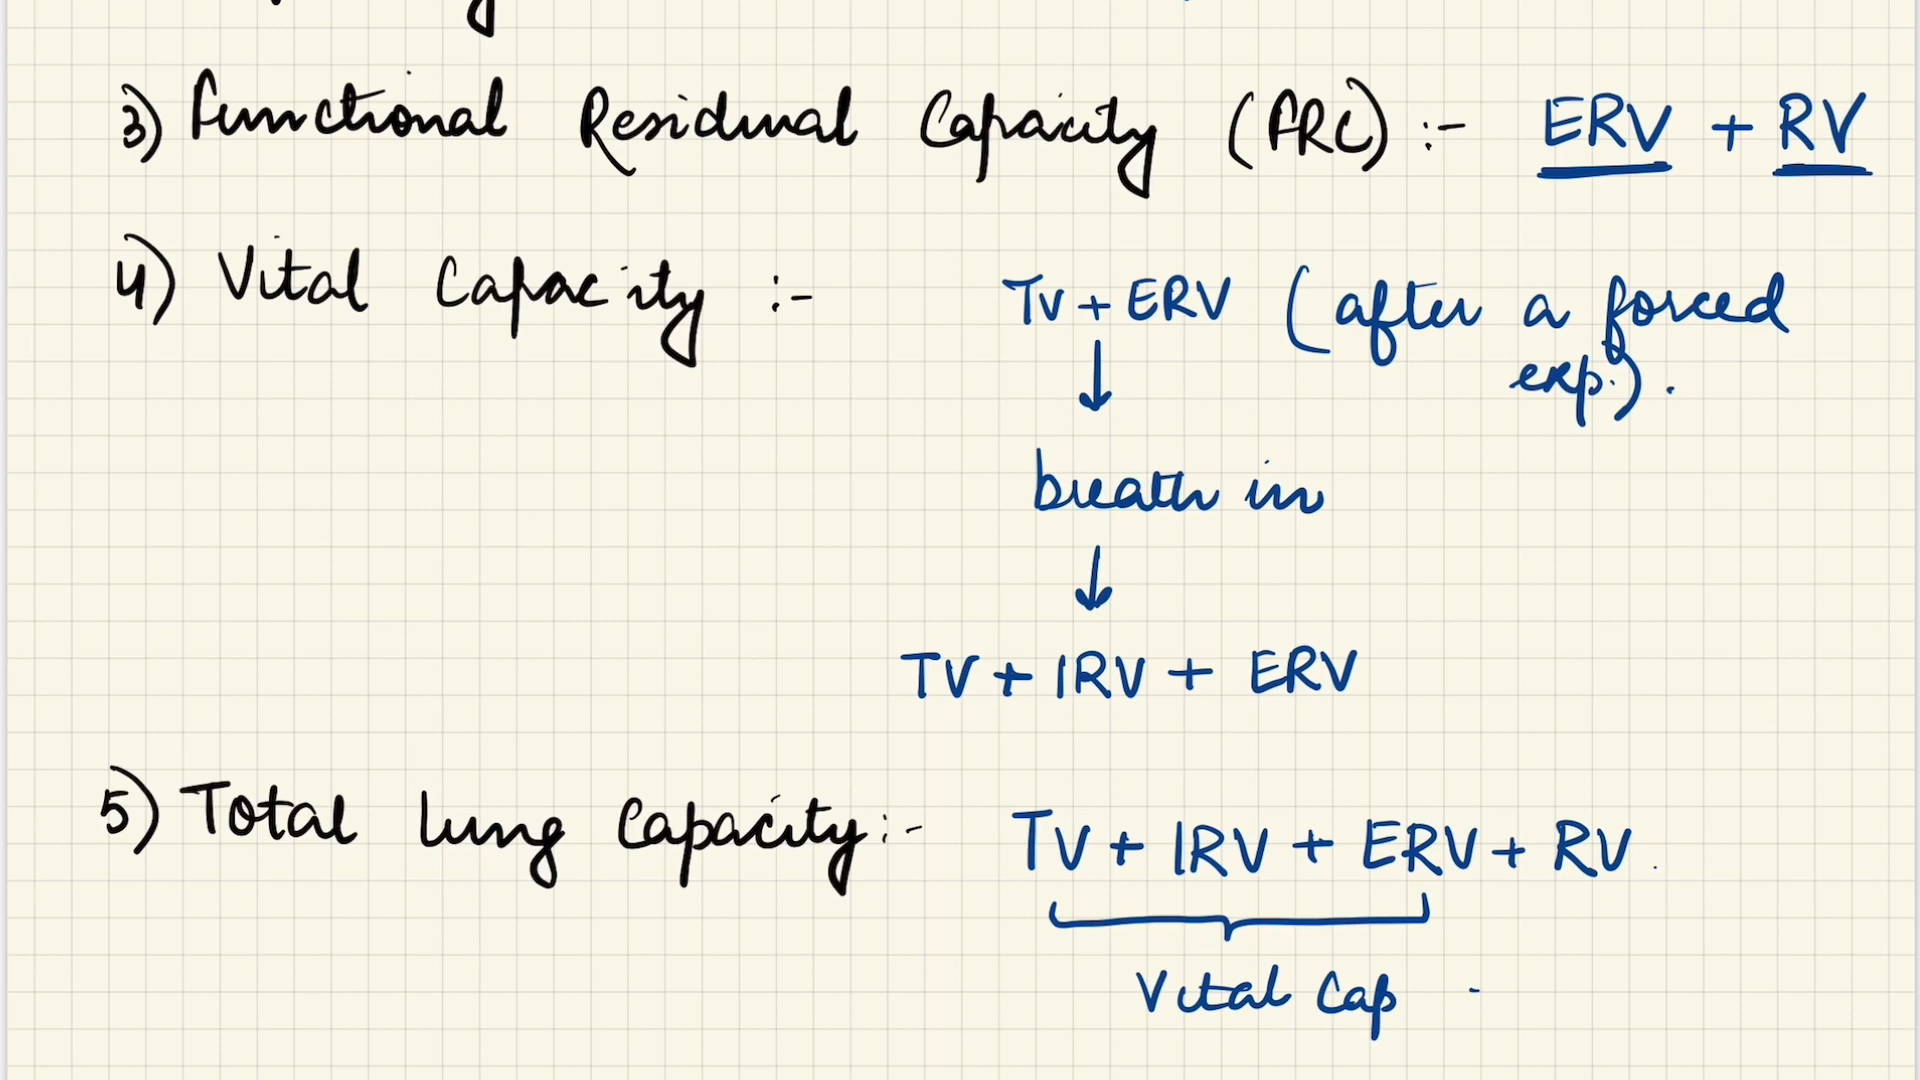 3) Functional Residual Capacity (FRC) :- ERV + RV
4) Vital Capacity :- TV + ERV (after a forced
exp.).
↓
breath in
↓
TV + IRV + ERV
5) Total Lung Capacity :- TV + IRV + ERV + RV.
Vital Cap